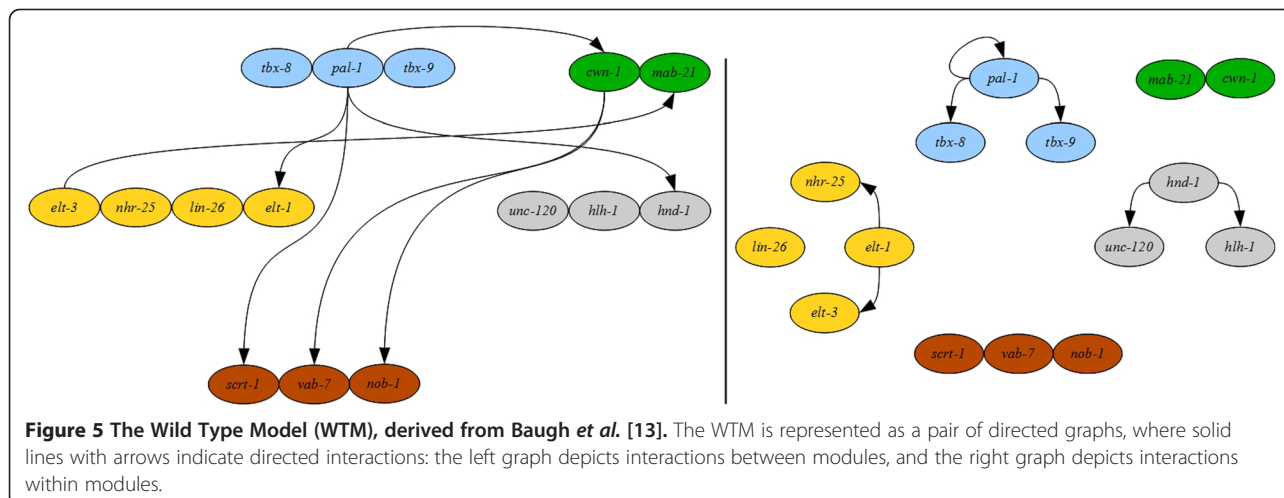 tbx-8 pal-1 tbx-9
cwn-1 mab-21
elt-3 nhr-25 lin-26 elt-1
unc-120 hlh-1 hnd-1
scrt-1 vab-7 nob-1
pal-1
mab-21 cwn-1
tbx-8 tbx-9
nhr-25
hnd-1
lin-26 elt-1
unc-120 hlh-1
elt-3
scrt-1 vab-7 nob-1
Figure 5 The Wild Type Model (WTM), derived from Baugh et al. [13]. The WTM is represented as a pair of directed graphs, where solid
lines with arrows indicate directed interactions: the left graph depicts interactions between modules, and the right graph depicts interactions
within modules.